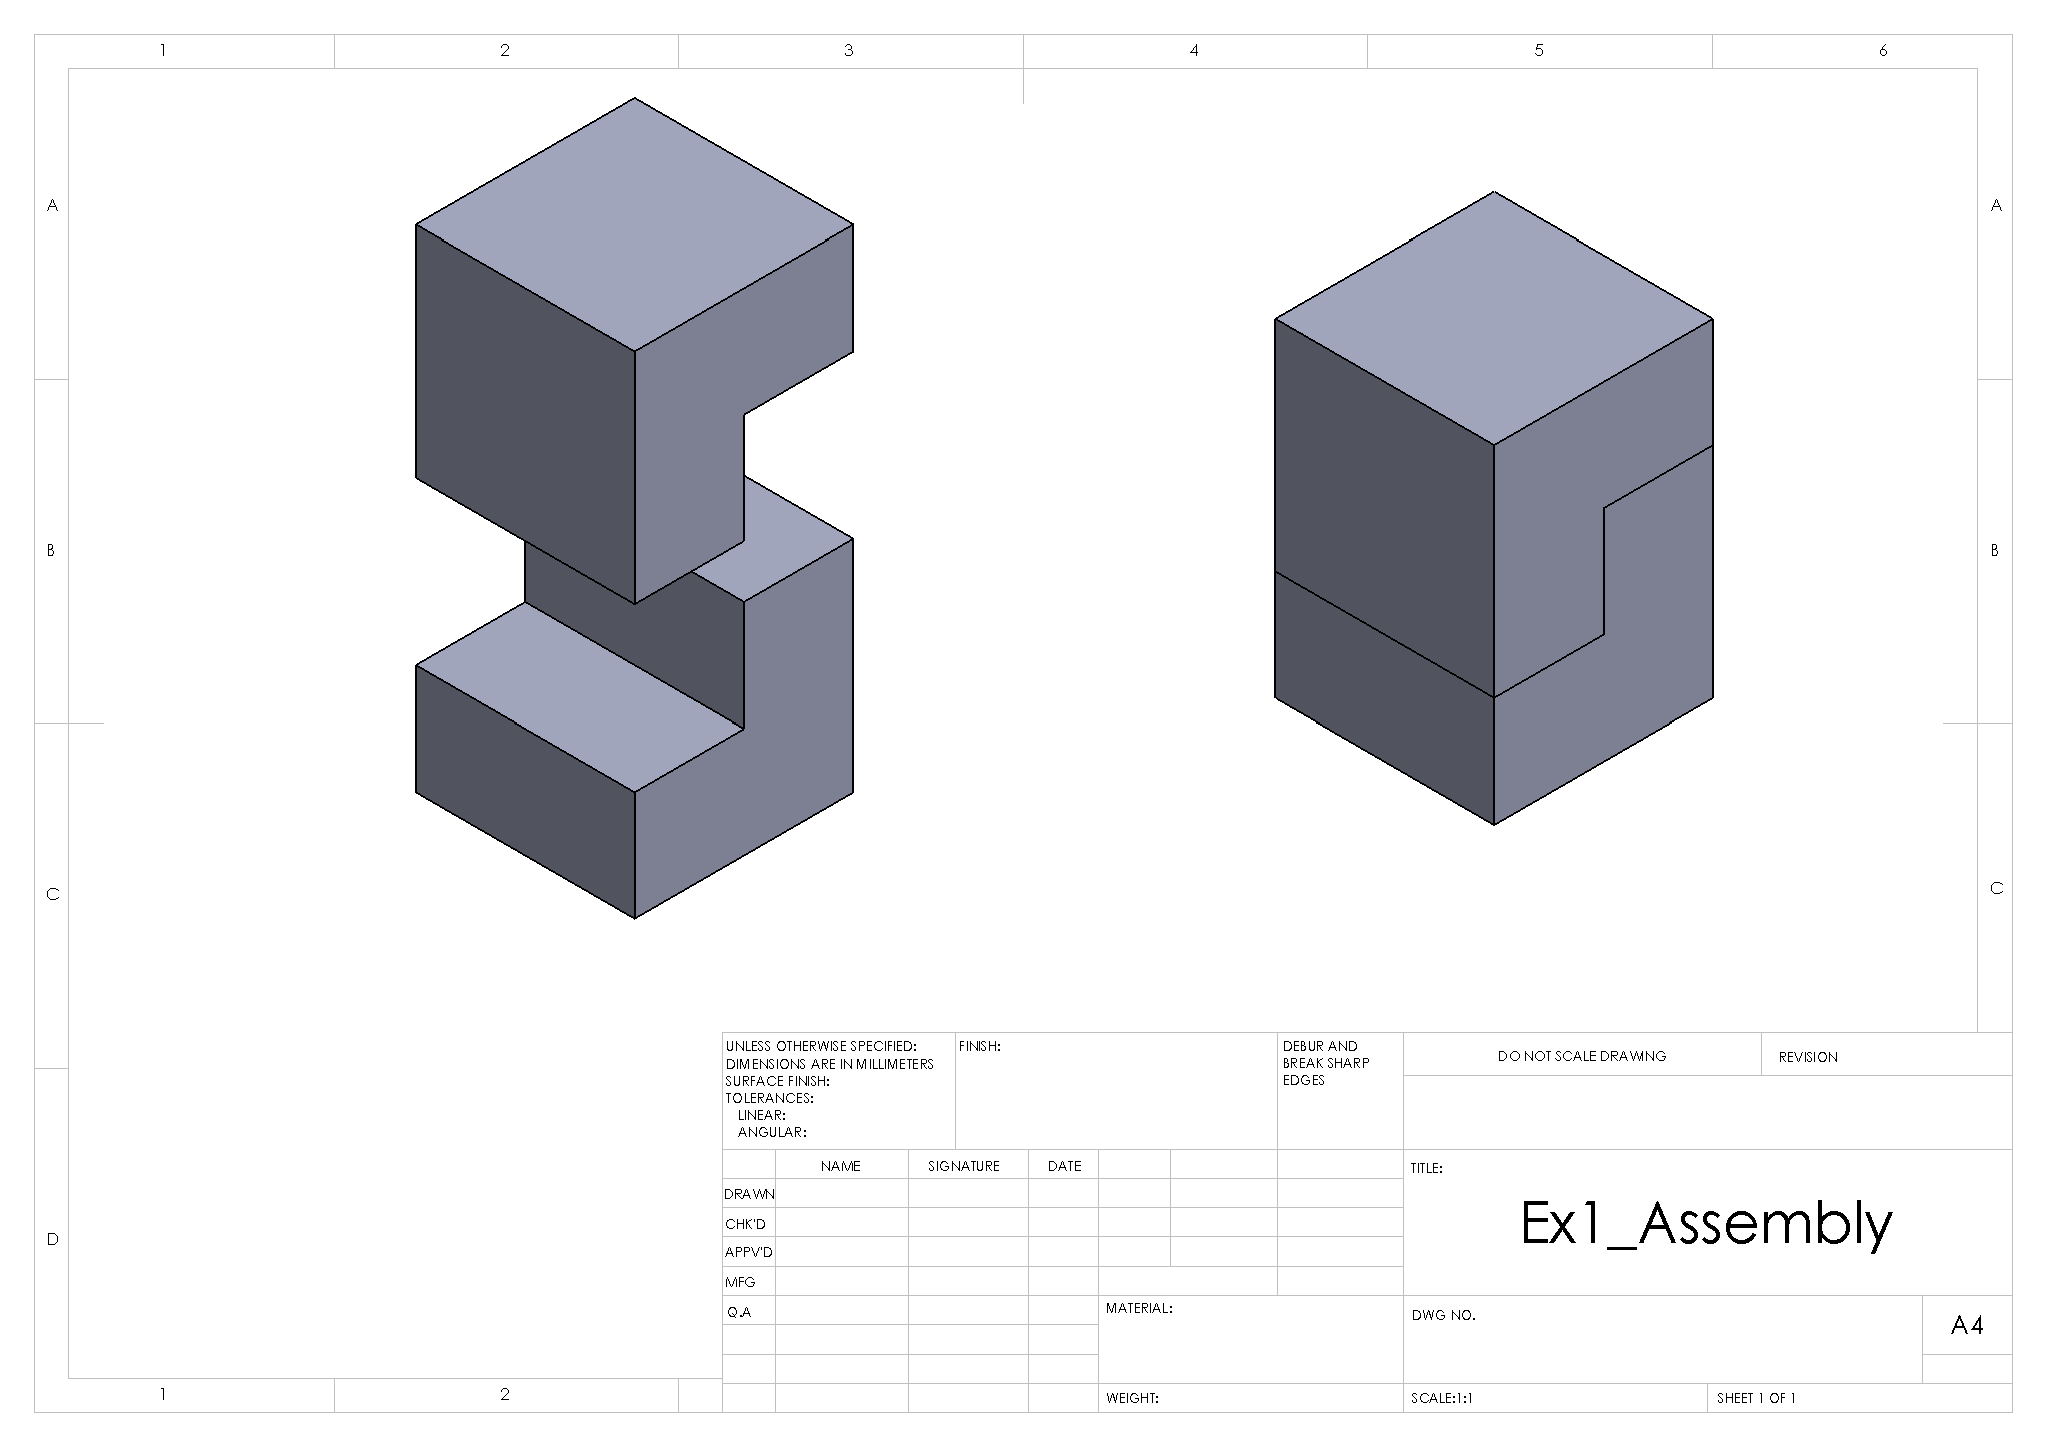 1 2 3 4 5 6
A A
B B
C C
D
1 2
UNLESS OTHERWISE SPECIFIED:
DIMENSIONS ARE IN MILLIMETERS
SURFACE FINISH:
TOLERANCES:
LINEAR:
ANGULAR:
FINISH:
DEBUR AND
BREAK SHARP
EDGES
DO NOT SCALE DRAWING
REVISION
NAME SIGNATURE DATE
DRAWN
CHK'D
APPV'D
MFG
Q.A
TITLE:
Ex1_Assembly
MATERIAL:
DWG NO.
A4
WEIGHT:
SCALE:1:1
SHEET 1 OF 1